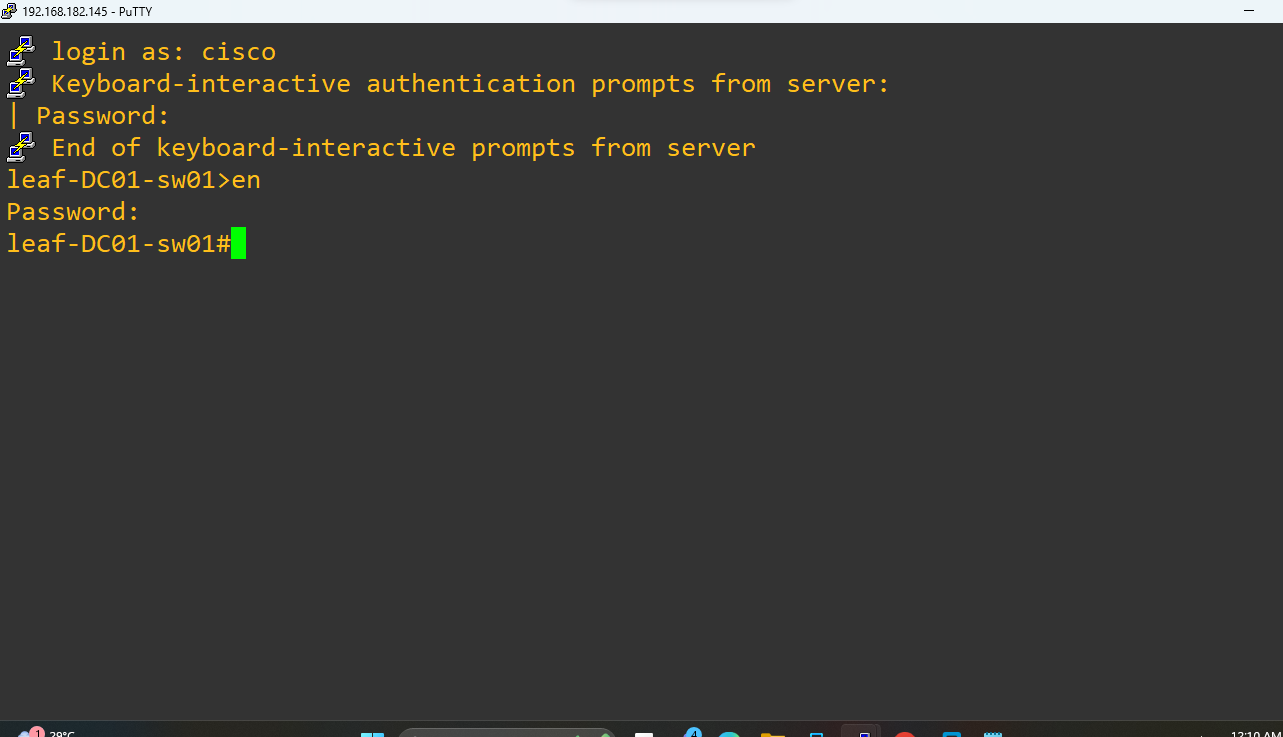 192.168.182.145 - PuTTY
login as: cisco
Keyboard-interactive authentication prompts from server:
| Password:
End of keyboard-interactive prompts from server
leaf-DC01-sw01>en
Password:
leaf-DC01-sw01#
1
29°C
4
12:10 AM